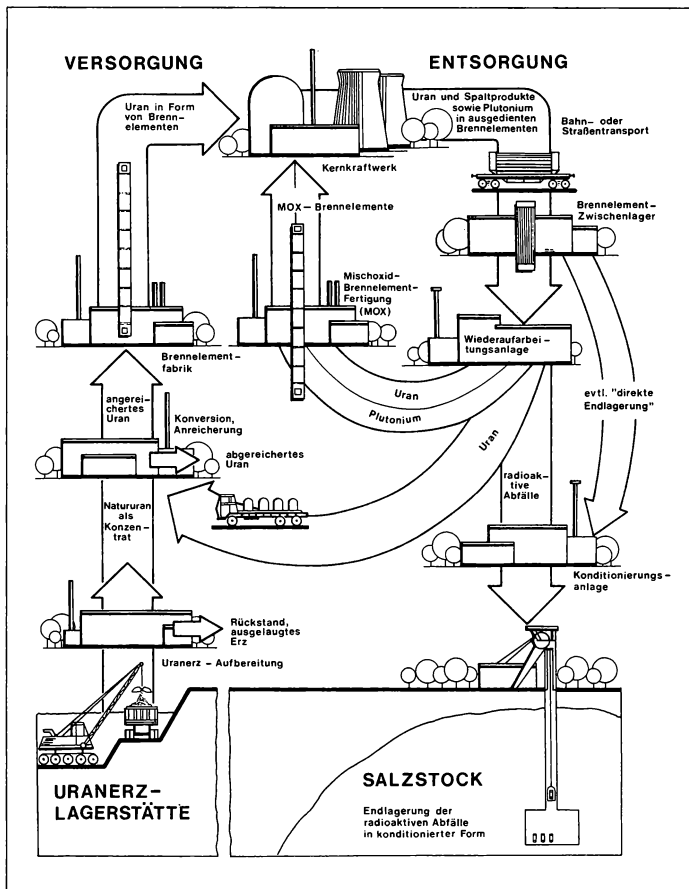 VERSORGUNG
ENTSORGUNG
Uran in Form
von Brenn-
elementen
Uran und Spaltprodukte
sowie Plutonium
in ausgedienten
Brennelementen
Bahn- oder
Straßentransport
Kernkraftwerk
MOX-Brennelemente
Brennelement-
Zwischenlager
Mischoxid-
Brennelement-
Fertigung
(MOX)
Wiederaufarbei-
tungsanlage
Brennelement-
fabrik
Uran
Plutonium
evtl. "direkte
Endlagerung"
angerei-
chertes
Uran
Konversion,
Anreicherung
abgereichertes
Uran
Uran
radioak-
tive
Abfälle
Natururan
als
Konzen-
trat
Konditionierungs-
anlage
Rückstand,
ausgelaugtes
Erz
Uranerz - Aufbereitung
URANERZ-
LAGERSTÄTTE
SALZSTOCK
Endlagerung der
radioaktiven Abfälle
in konditionierter Form